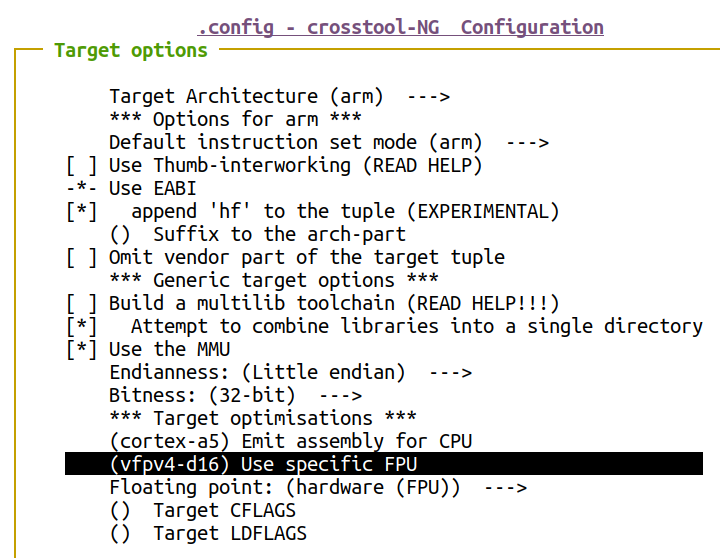 .config - crosstool-NG  Configuration
Target options
Target Architecture (arm)  --->
*** Options for arm ***
Default instruction set mode (arm)  --->
[ ] Use Thumb-interworking (READ HELP)
-*- Use EABI
[*]   append 'hf' to the tuple (EXPERIMENTAL)
()  Suffix to the arch-part
[ ] Omit vendor part of the target tuple
*** Generic target options ***
[ ] Build a multilib toolchain (READ HELP!!!)
[*]   Attempt to combine libraries into a single directory
[*] Use the MMU
Endianness: (Little endian)  --->
Bitness: (32-bit)  --->
*** Target optimisations ***
(cortex-a5) Emit assembly for CPU
(vfpv4-d16) Use specific FPU
Floating point: (hardware (FPU))  --->
()  Target CFLAGS
()  Target LDFLAGS